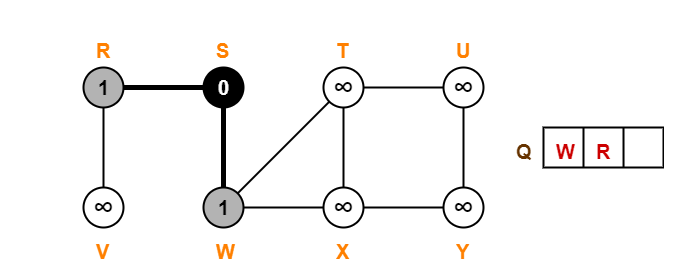 R S T U
1 0 ∞ ∞
Q W R
∞ 1 ∞ ∞
V W X Y